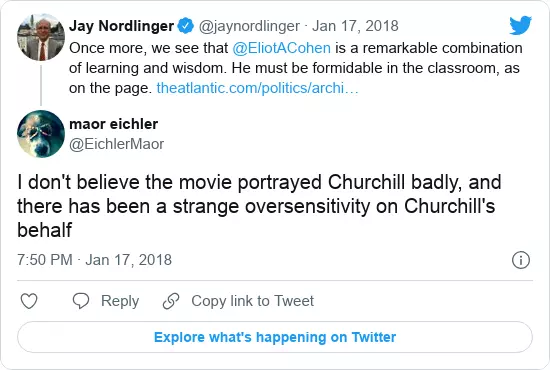 Jay Nordlinger @jaynordlinger · Jan 17, 2018
Once more, we see that @EliotACohen is a remarkable combination
of learning and wisdom. He must be formidable in the classroom, as
on the page. theatlantic.com/politics/archi…
maor eichler
@EichlerMaor
I don't believe the movie portrayed Churchill badly, and
there has been a strange oversensitivity on Churchill's
behalf
7:50 PM · Jan 17, 2018
Reply Copy link to Tweet
Explore what's happening on Twitter